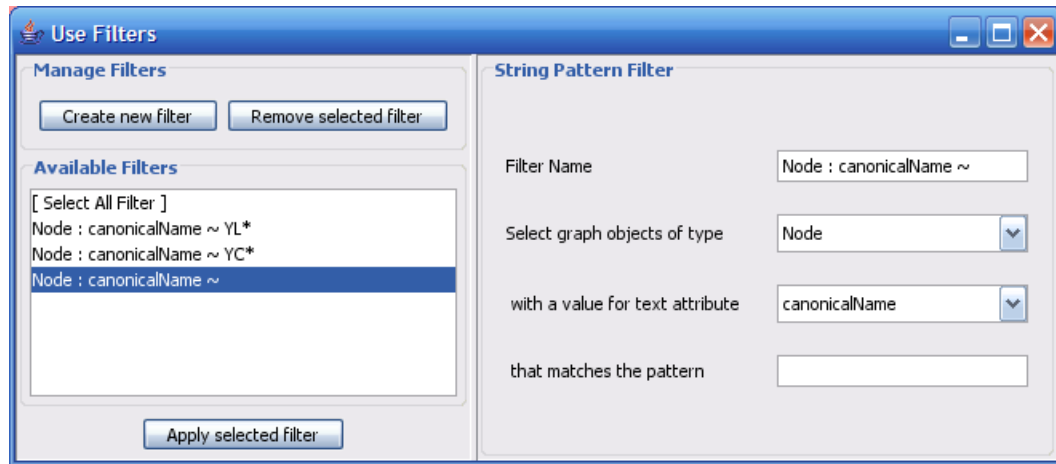 Use Filters
Manage Filters
Create new filter
Remove selected filter
Available Filters
[ Select All Filter ]
Node : canonicalName ~ YL*
Node : canonicalName ~ YC*
Node : canonicalName ~
Apply selected filter
String Pattern Filter
Filter Name
Node : canonicalName ~
Select graph objects of type
Node
with a value for text attribute
canonicalName
that matches the pattern